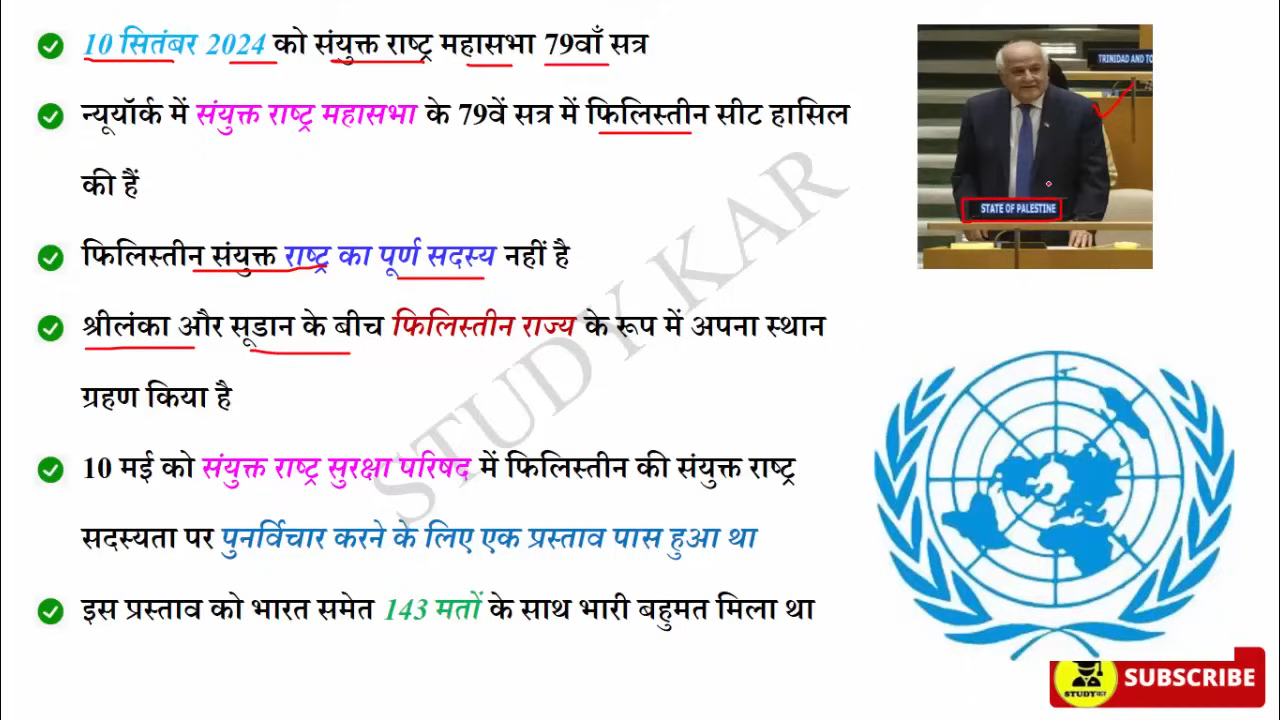 10 सितंबर 2024 को संयुक्त राष्ट्र महासभा 79वाँ सत्र
न्यूयॉर्क में संयुक्त राष्ट्र महासभा के 79वें सत्र में फिलिस्तीन सीट हासिल
की हैं
फिलिस्तीन संयुक्त राष्ट्र का पूर्ण सदस्य नहीं है
श्रीलंका और सूडान के बीच फिलिस्तीन राज्य के रूप में अपना स्थान
ग्रहण किया है
10 मई को संयुक्त राष्ट्र सुरक्षा परिषद में फिलिस्तीन की संयुक्त राष्ट्र
सदस्यता पर पुनर्विचार करने के लिए एक प्रस्ताव पास हुआ था
इस प्रस्ताव को भारत समेत 143 मतों के साथ भारी बहुमत मिला था
STUDY KAR
TRINIDAD AND TO
STATE OF PALESTINE
STUDYकर
SUBSCRIBE